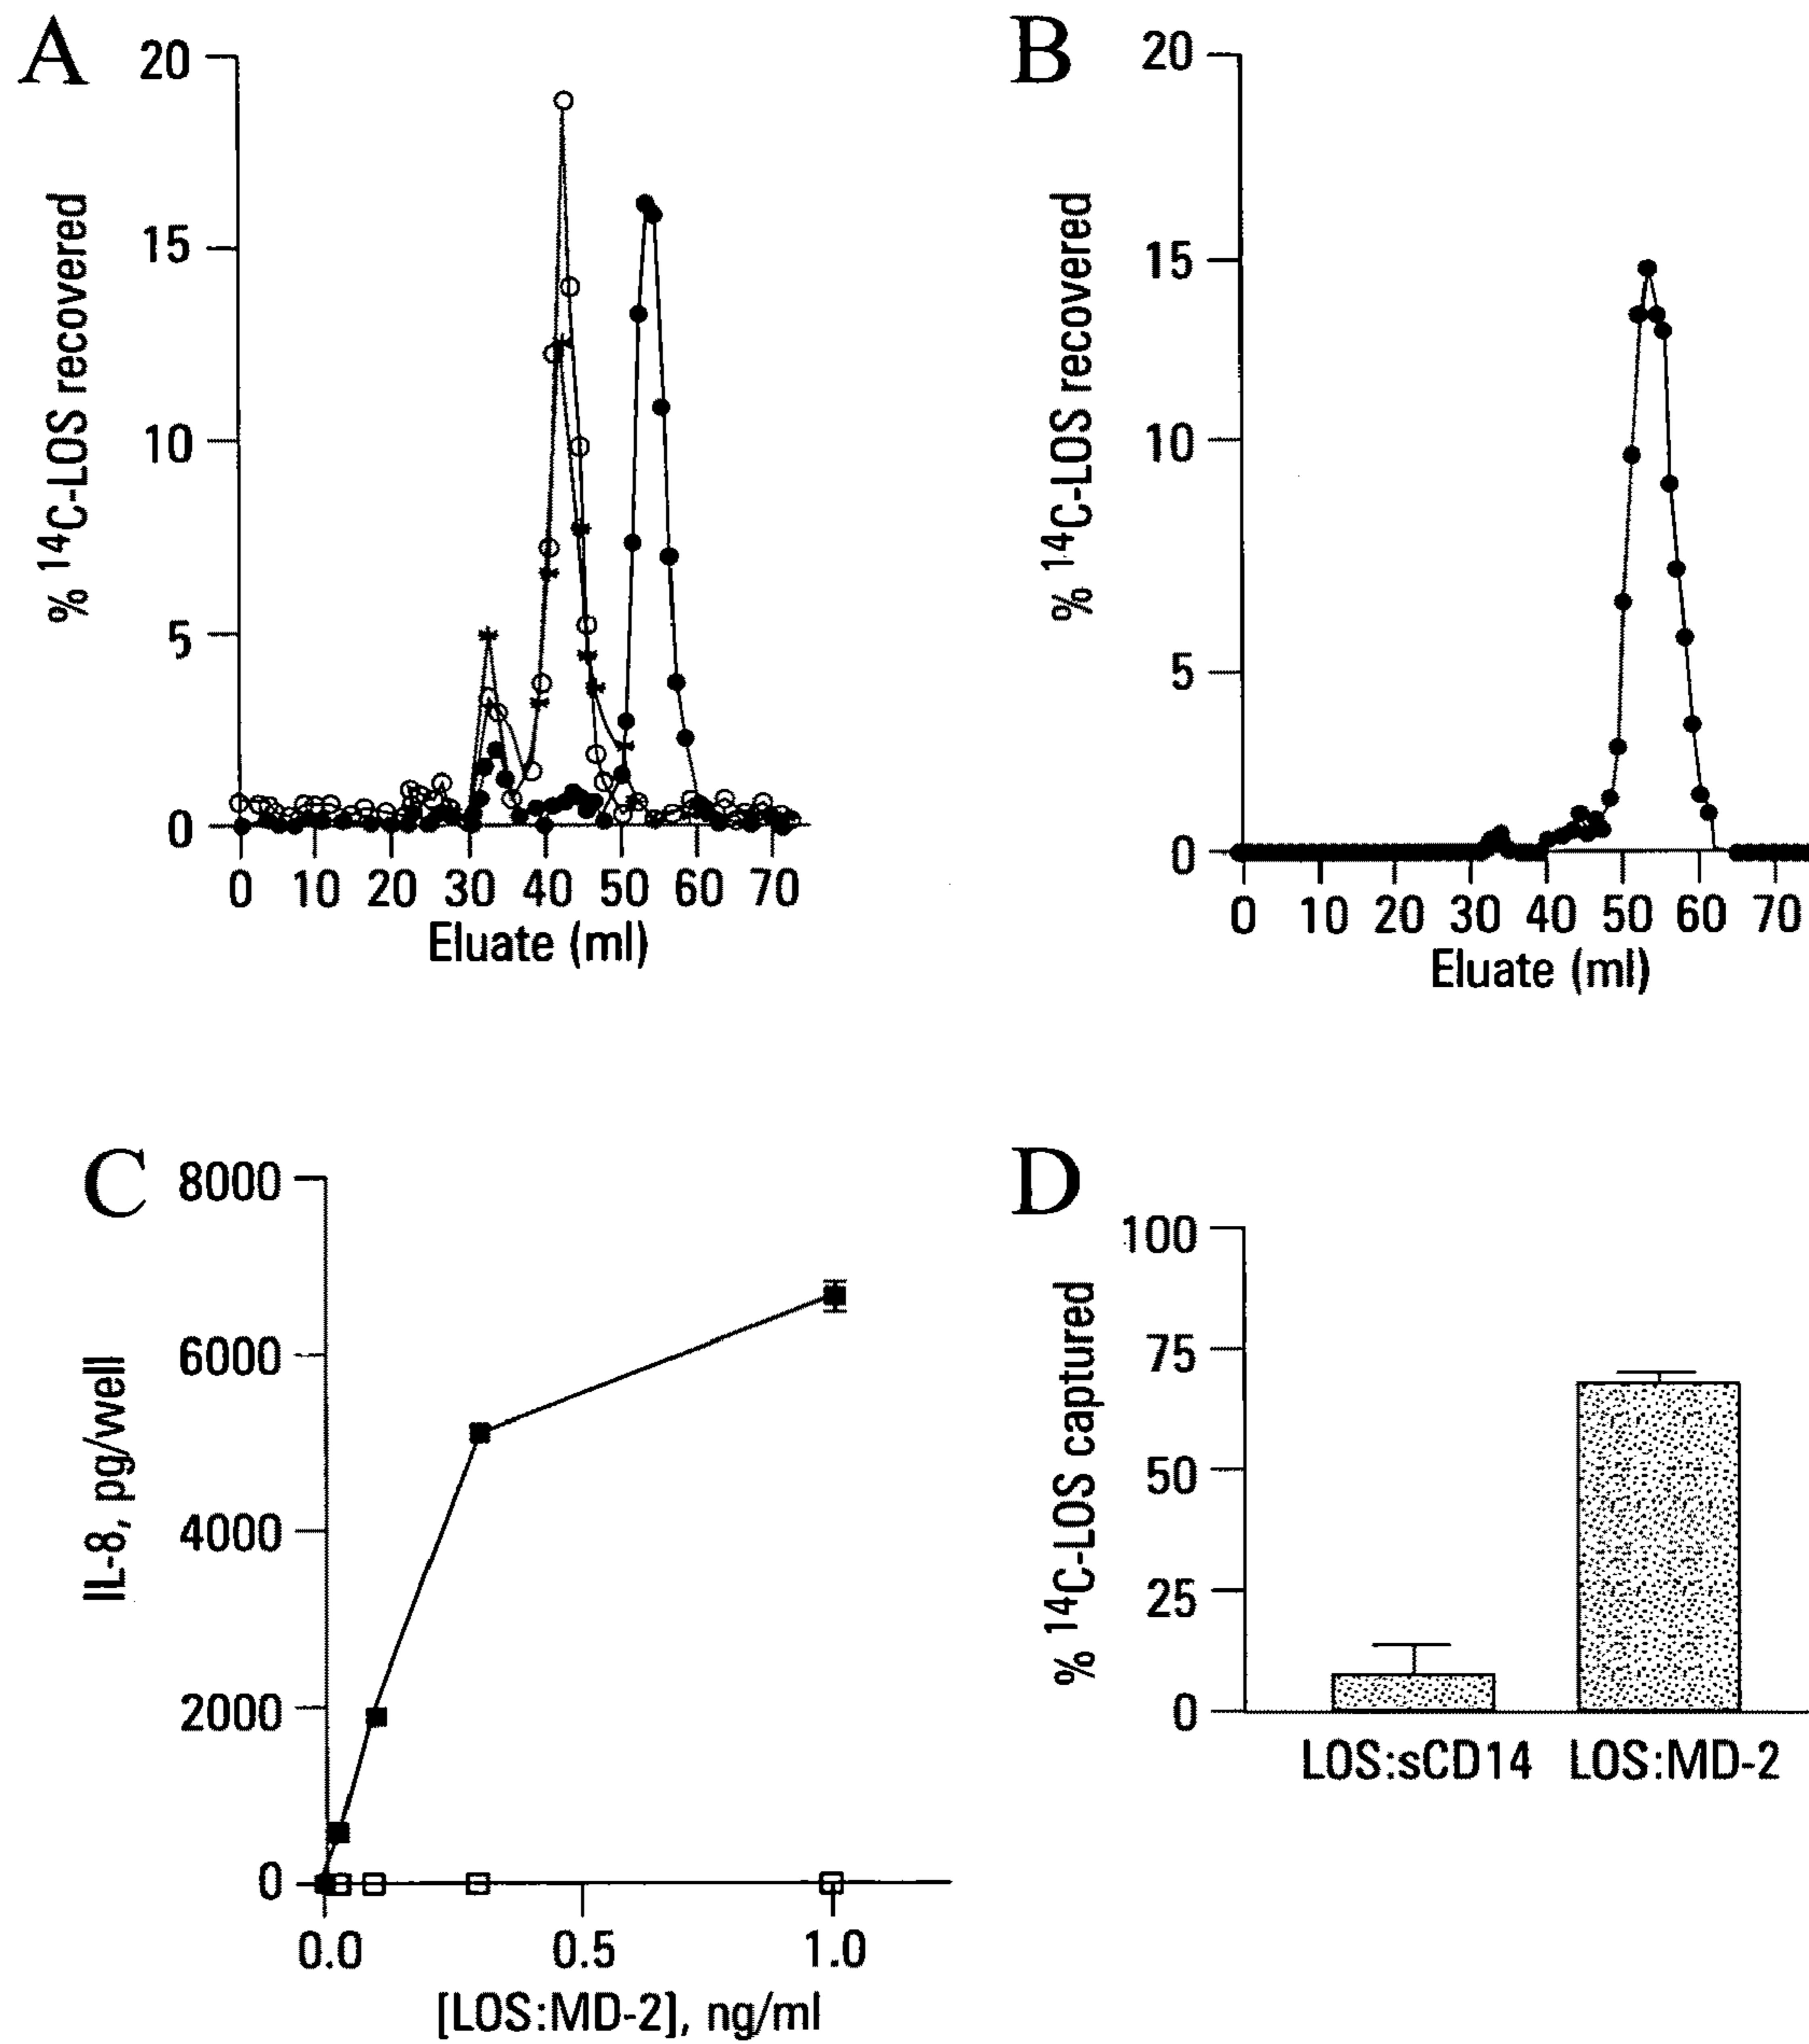 A
20
15
10
5
0
% 14C-LOS recovered
0 10 20 30 40 50 60 70
Eluate (ml)
B
20
15
10
5
0
% 14C-LOS recovered
0 10 20 30 40 50 60 70
Eluate (ml)
C
8000
6000
4000
2000
0
IL-8, pg/well
0.0 0.5 1.0
[LOS:MD-2], ng/ml
D
100
75
50
25
0
% 14C-LOS captured
LOS:sCD14 LOS:MD-2